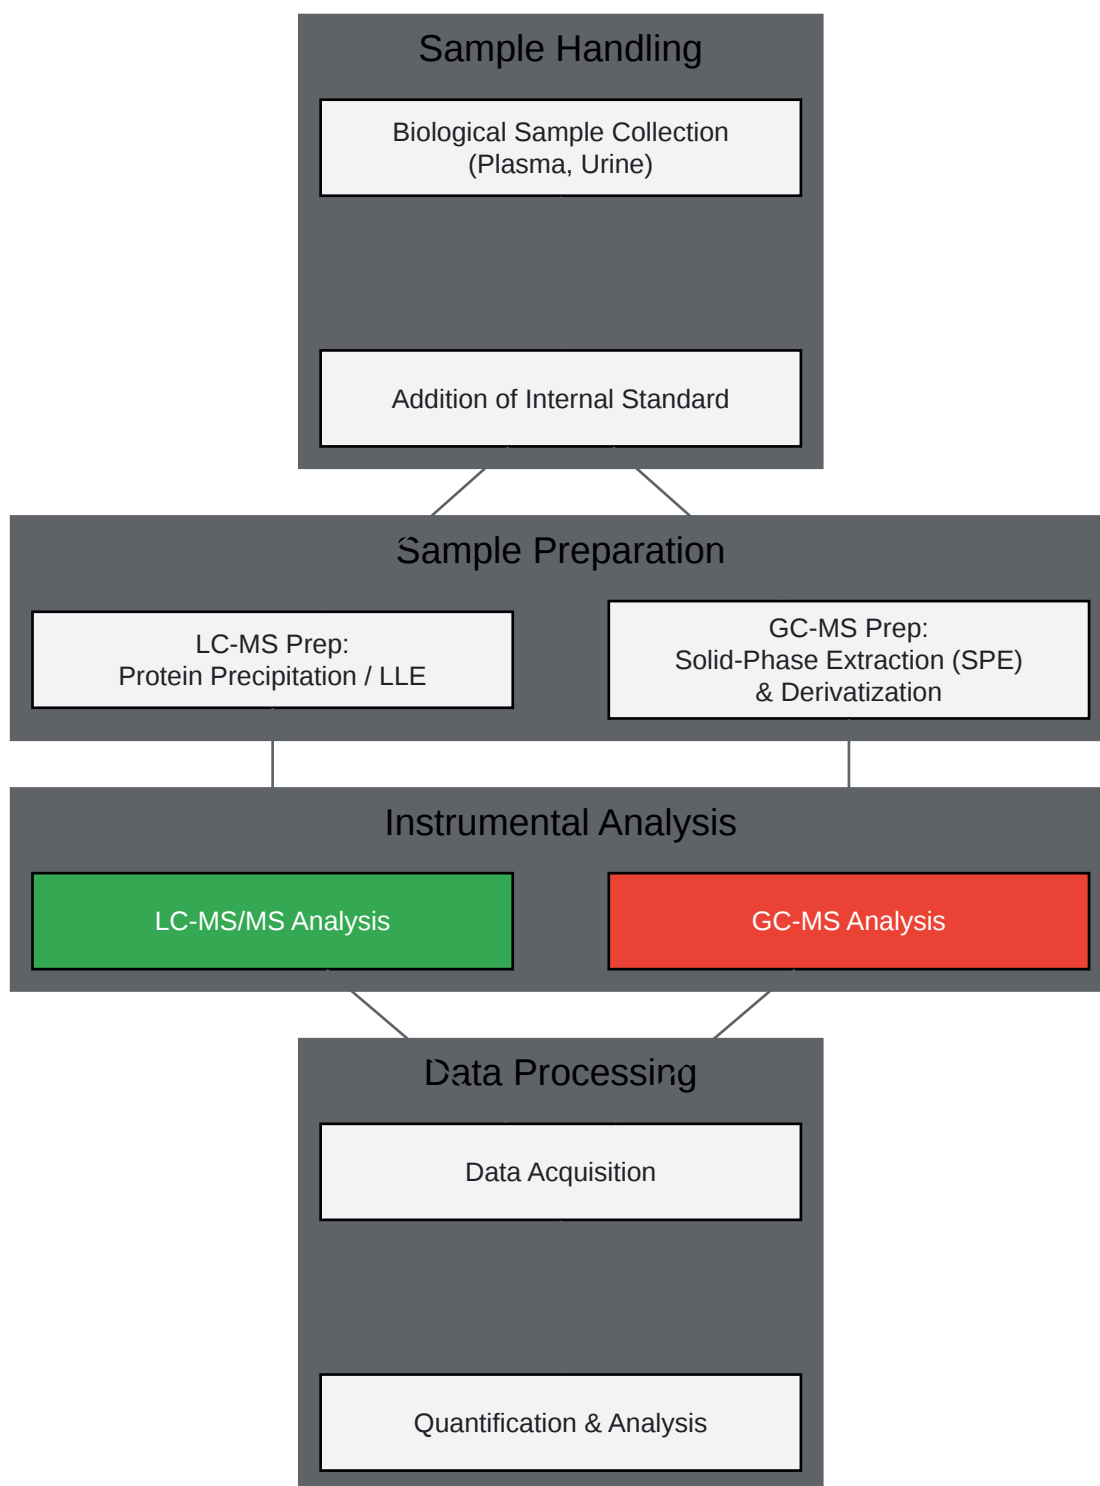 Sample Handling
Biological Sample Collection
(Plasma, Urine)
Addition of Internal Standard
Sample Preparation
LC-MS Prep:
Protein Precipitation / LLE
GC-MS Prep:
Solid-Phase Extraction (SPE)
& Derivatization
Instrumental Analysis
LC-MS/MS Analysis
GC-MS Analysis
Data Processing
Data Acquisition
Quantification & Analysis